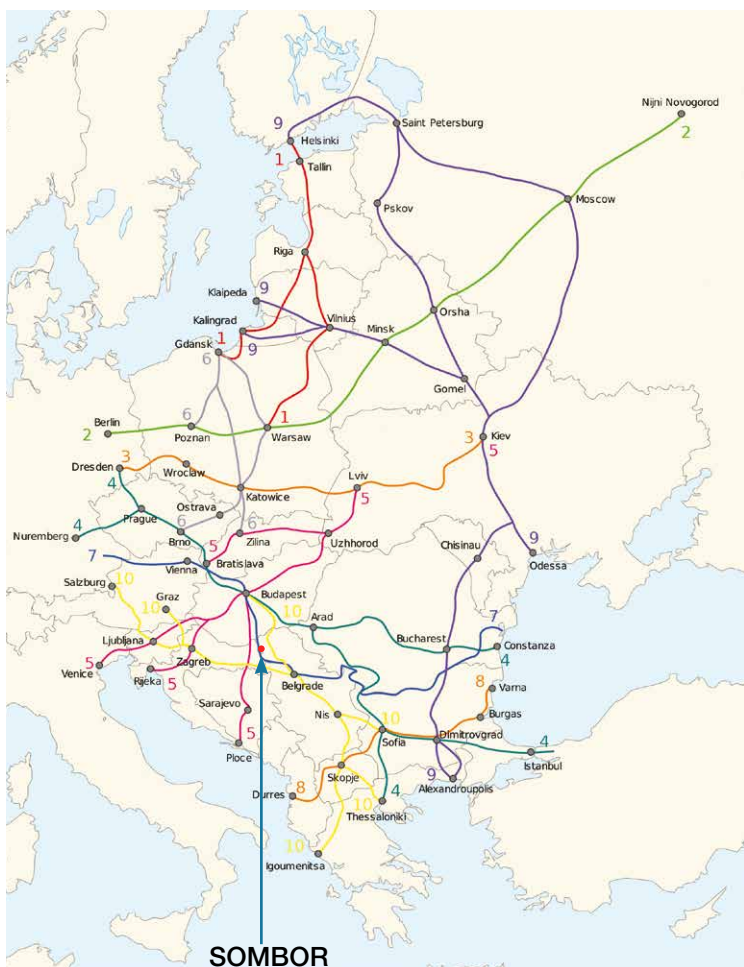 Nijni Novogorod
2
9
Saint Petersburg
Helsinki
1
Tallin
Moscow
Pskov
Riga
Klaipeda
9
Orsha
Kalingrad
Vilnius
1
Minsk
Gdansk
9
6
Gomel
Berlin
6
1
2
Poznan
Warsaw
3
Kiev
5
Dresden
3
4
Wroclaw
Lviv
5
Katowice
Ostrava
4
Prague
6
Nuremberg
Brno
Zilina
Uzhhorod
5
Chisinau
9
Odessa
7
Vienna
Bratislava
Salzburg
10
Budapest
Graz
10
10
Arad
7
Ljubljana
Bucharest
Constanza
4
Zagreb
Venice
5
Rijeka
5
Belgrade
8
Varna
Sarajevo
Nis
Burgas
10
5
Sofia
Dimitrovgrad
Ploce
4
Istanbul
Skopje
9
Alexandroupolis
Durres
8
10
4
Thessaloniki
10
Igoumenitsa
SOMBOR